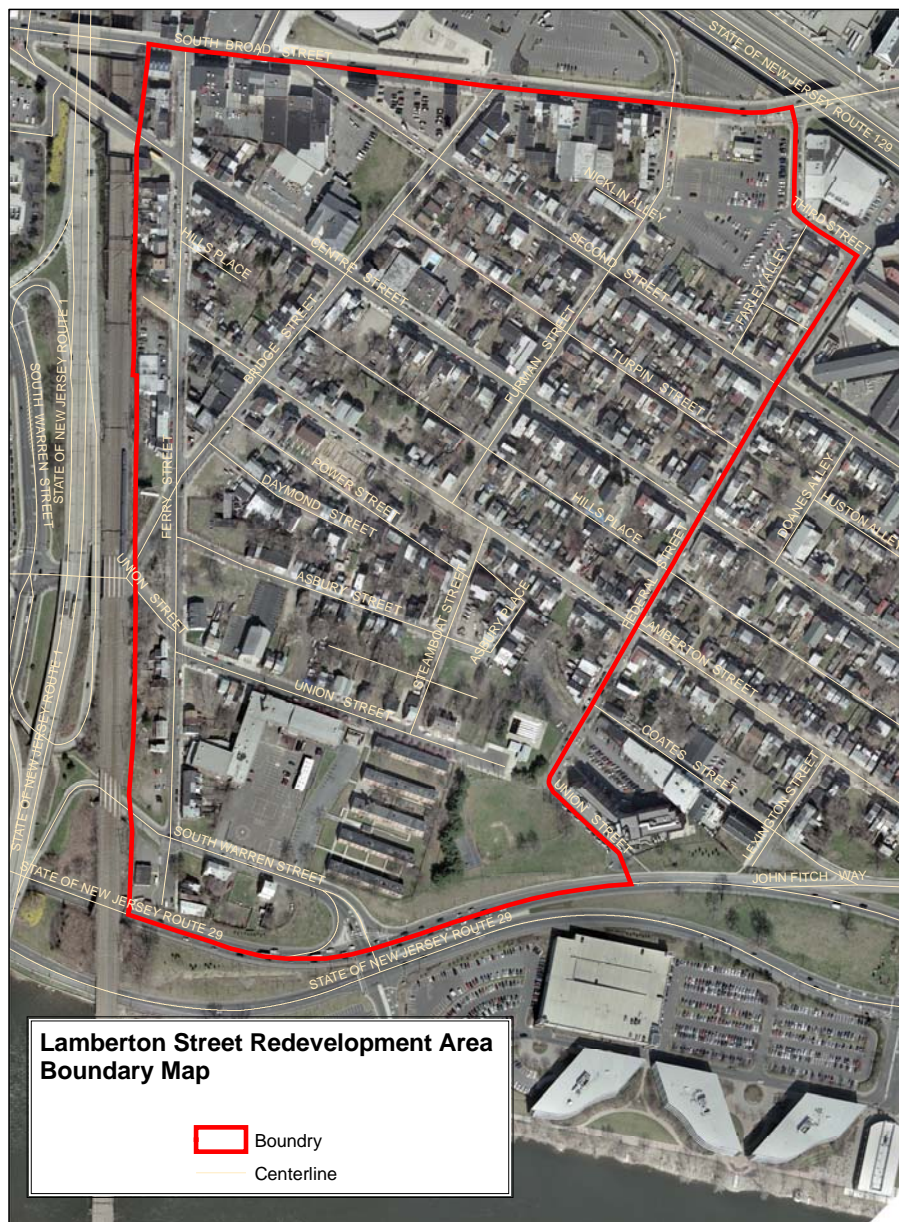 SOUTH BROAD STREET
STATE OF NEW JERSEY ROUTE 129
NICKLIN ALLEY
THIRD STREET
HILLS PLACE
CENTRE STREET
SECOND STREET
FARLEY ALLEY
BRIDGE STREET
FURMAN STREET
TURPIN STREET
SOUTH WARREN STREET
STATE OF NEW JERSEY ROUTE 1
FERRY STREET
POWER STREET
DAYMOND STREET
HILLS PLACE
DOANES ALLEY
HUSTON ALLEY
UNION STREET
ASBURY STREET
STEAMBOAT STREET
ASBURY PLACE
FEDERAL STREET
LAMBERTON STREET
UNION STREET
COATES STREET
STATE OF NEW JERSEY ROUTE 1
UNION STREET
LEXINGTON STREET
SOUTH WARREN STREET
JOHN FITCH WAY
STATE OF NEW JERSEY ROUTE 29
STATE OF NEW JERSEY ROUTE 29
Lamberton Street Redevelopment Area
Boundary Map
Boundry
Centerline